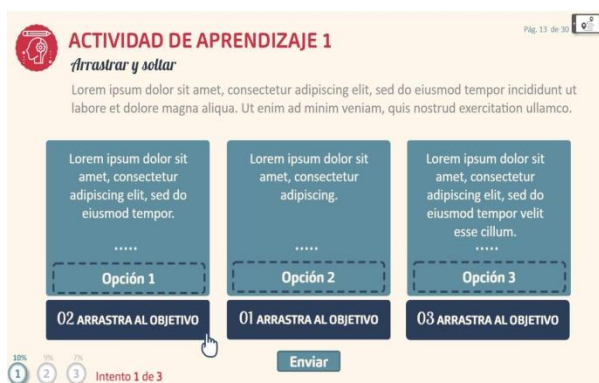 Pág. 13 de 30
ACTIVIDAD DE APRENDIZAJE 1
Arrastrar y soltar
Lorem ipsum dolor sit amet, consectetur adipiscing elit, sed do eiusmod tempor incididunt ut
labore et dolore magna aliqua. Ut enim ad minim veniam, quis nostrud exercitation ullamco.
Lorem ipsum dolor sit
amet, consectetur
adipiscing elit, sed do
eiusmod tempor.
.....
Opción 1
02 ARRASTRA AL OBJETIVO
Lorem ipsum dolor sit
amet, consectetur
adipiscing.
.....
Opción 2
01 ARRASTRA AL OBJETIVO
Lorem ipsum dolor sit
amet, consectetur
adipiscing elit, sed do
eiusmod tempor velit
esse cillum.
.....
Opción 3
03 ARRASTRA AL OBJETIVO
Enviar
10% 9% 7%
1 2 3 Intento 1 de 3